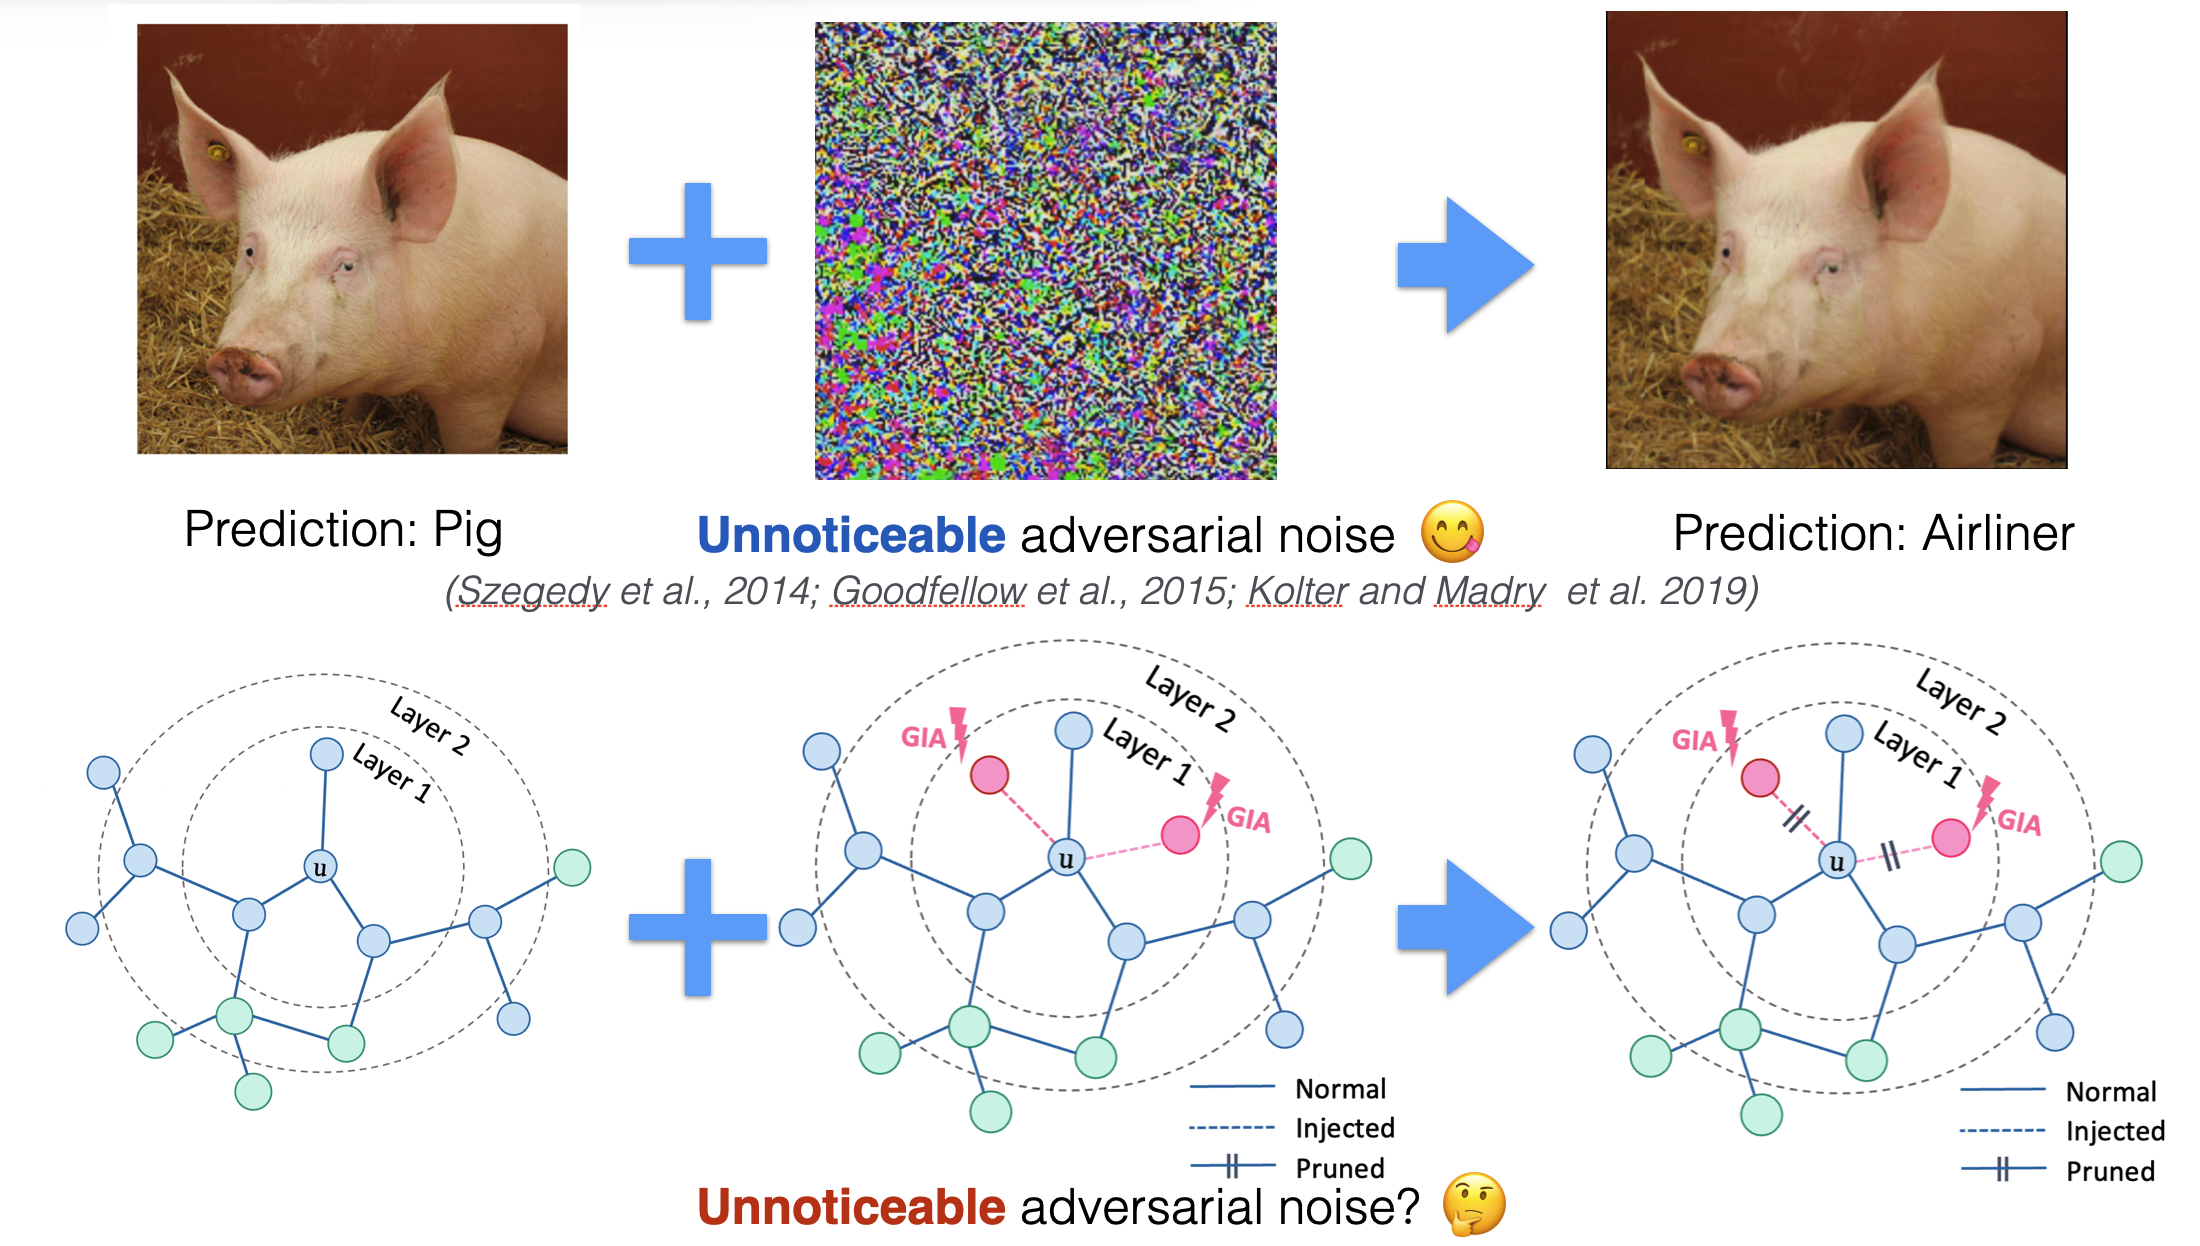 Prediction: Pig
Unnoticeable adversarial noise 😋
Prediction: Airliner
(Szegedy et al., 2014; Goodfellow et al., 2015; Kolter and Madry et al. 2019)
Layer 2
Layer 1
u
GIA
Layer 2
Layer 1
GIA
u
Normal
Injected
Pruned
GIA
Layer 2
Layer 1
GIA
u
Normal
Injected
Pruned
Unnoticeable adversarial noise? 🤔